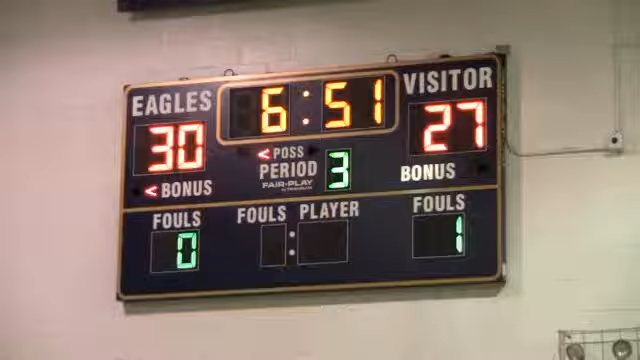 EAGLES 6:51 VISITOR
30 27
< POSS
PERIOD 3
FAIR-PLAY
< BONUS BONUS
FOULS FOULS PLAYER FOULS
0 : 1